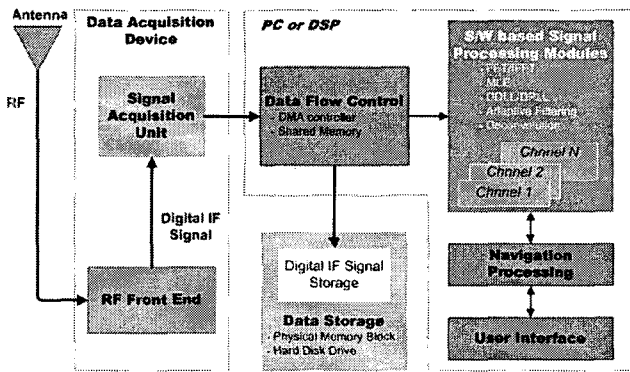 Antenna
RF
Data Acquisition
Device
Signal
Acquisition
Unit
Digital IF
Signal
RF Front End
PC or DSP
Data Flow Control
- DMA controller
- Shared Memory
Digital IF Signal
Storage
Data Storage
- Physical Memory Block
- Hard Disk Drive
S/W based Signal
Processing Modules
- MLE
- Adaptive Filtering
Chnnel N
Chnnel 2
Chnnel 1
Navigation
Processing
User Interface